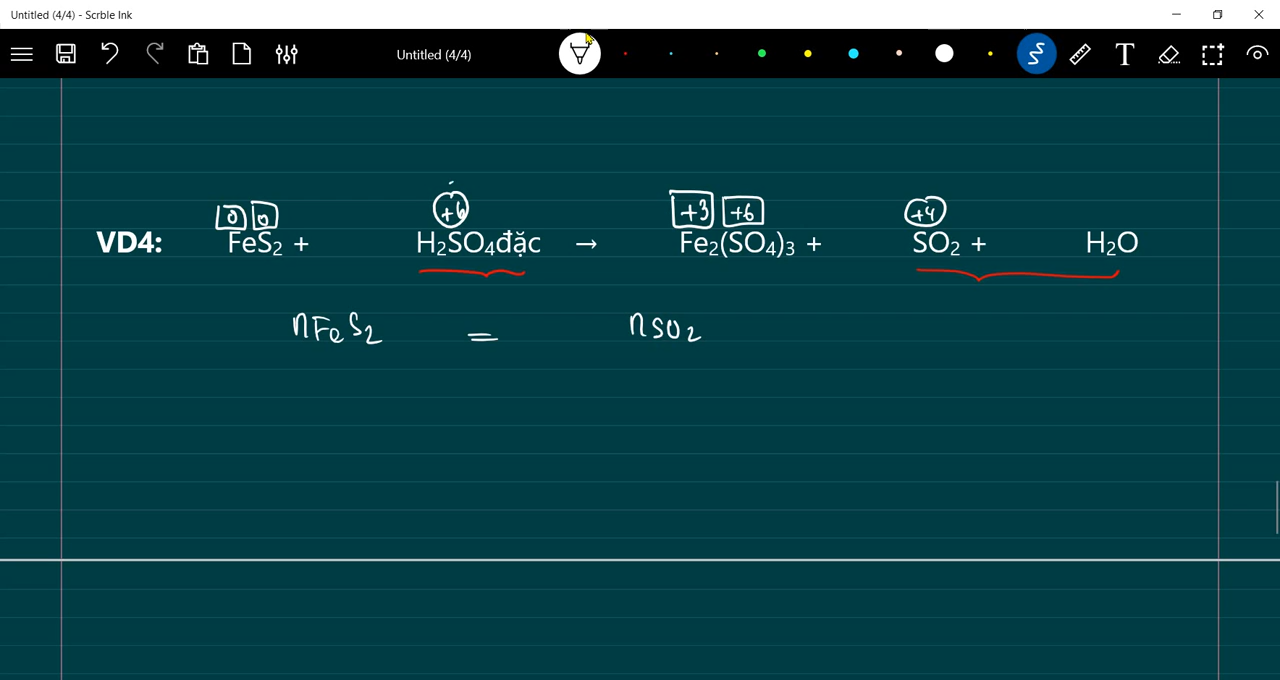 Untitled (4/4) - Scrble Ink
Untitled (4/4)
T
0 0 +6 +3 +6 +4
VD4: FeS₂ + H₂SO₄đặc → Fe₂(SO₄)₃ + SO₂ + H₂O
nFeS₂ = nSO₂